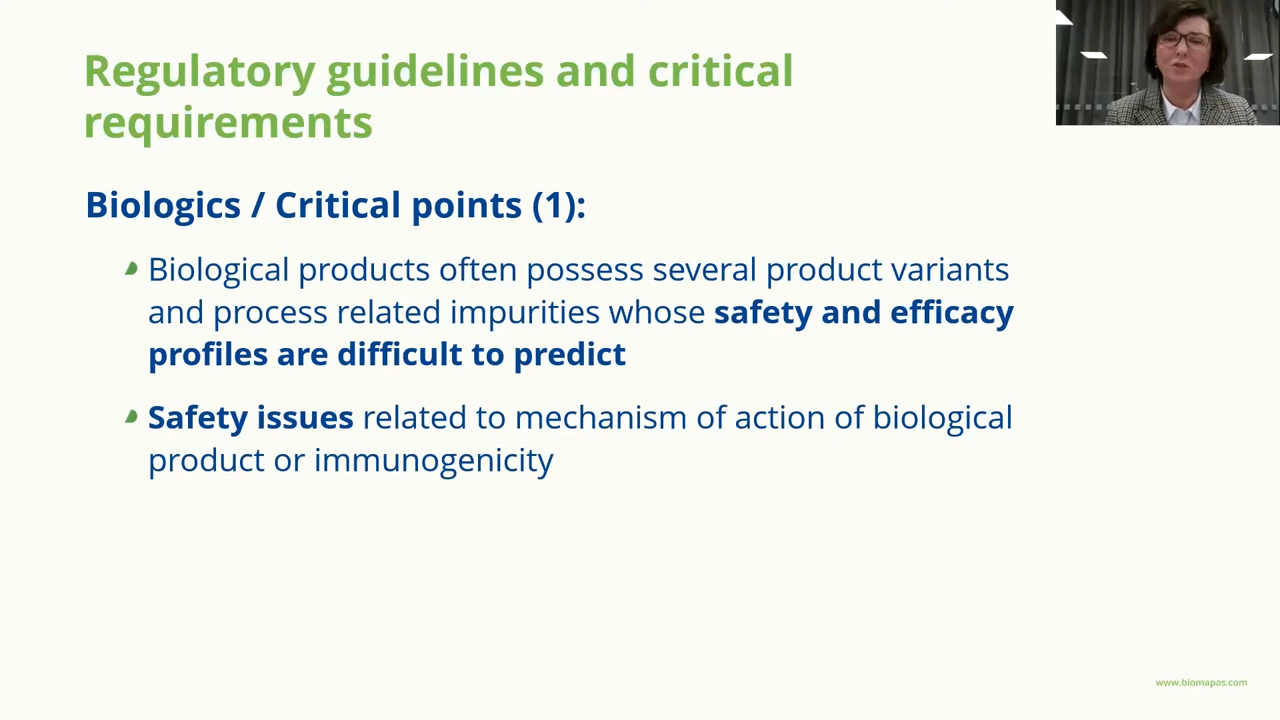 Regulatory guidelines and critical
requirements
Biologics / Critical points (1):
Biological products often possess several product variants
and process related impurities whose safety and efficacy
profiles are difficult to predict
Safety issues related to mechanism of action of biological
product or immunogenicity
www.biomapas.com